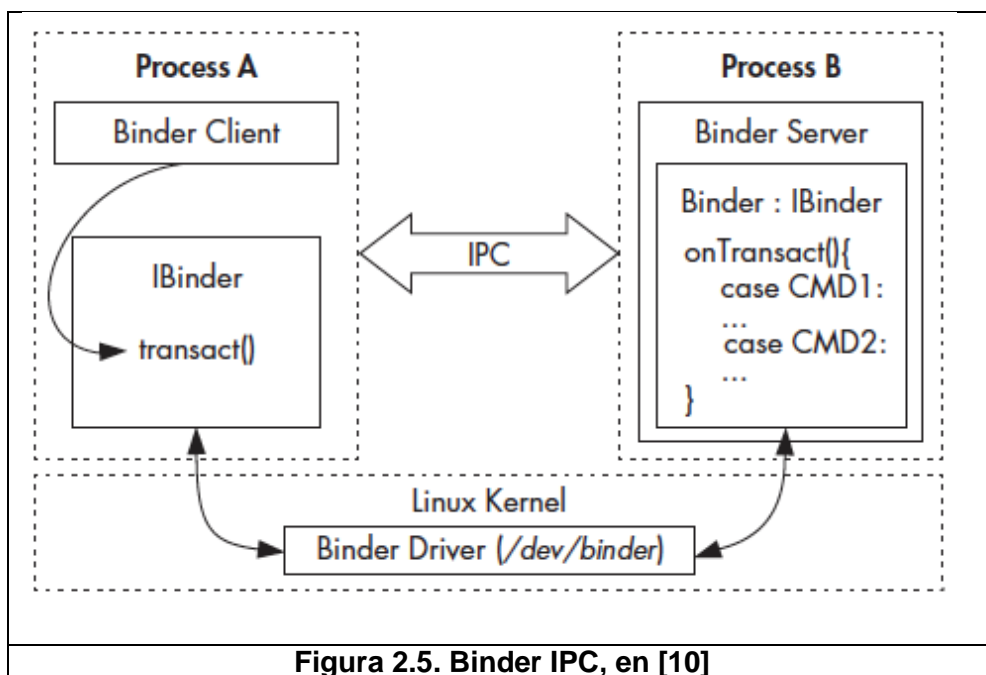 Process A
Binder Client
IBinder
transact()
IPC
Process B
Binder Server
Binder : IBinder
onTransact(){
case CMD1:
...
case CMD2:
...
}
Linux Kernel
Binder Driver (/dev/binder)
Figura 2.5. Binder IPC, en [10]